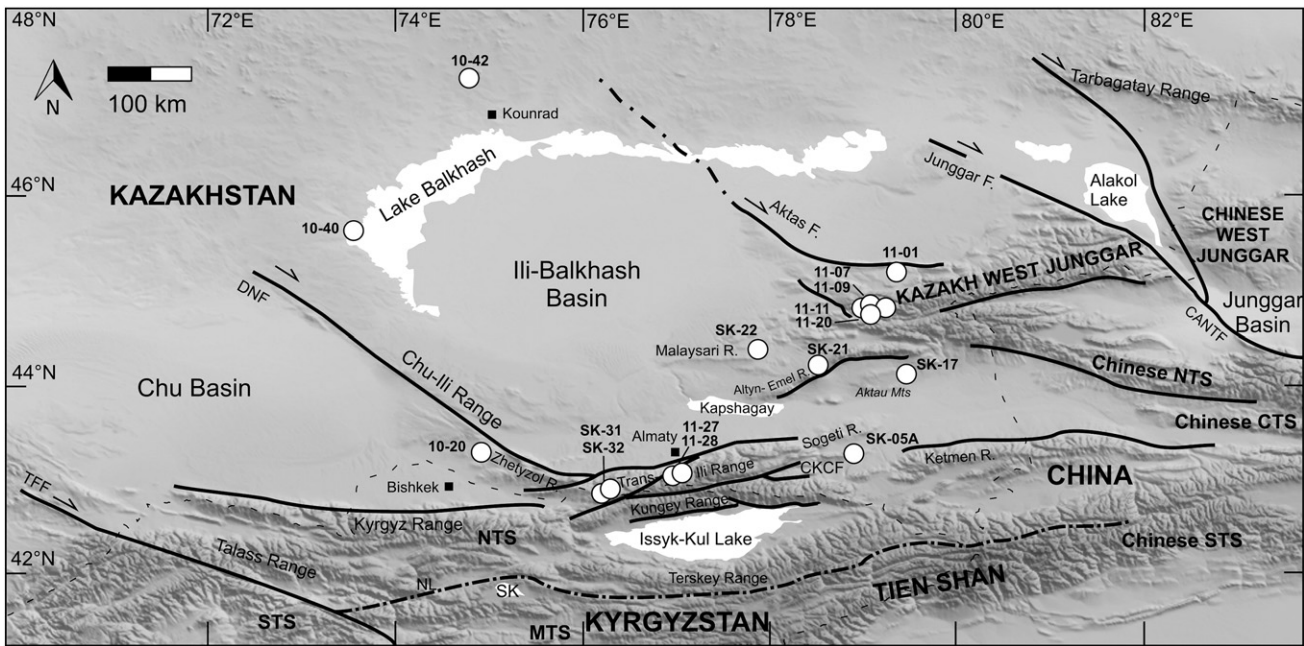 48°N
72°E
74°E
76°E
78°E
80°E
82°E
N
100 km
10-42
Kounrad
Tarbagatay Range
Lake Balkhash
Junggar F.
46°N
KAZAKHSTAN
Alakol
Lake
10-40
Aktas F.
CHINESE
WEST
JUNGGAR
11-01
Ili-Balkhash
Basin
11-07
11-09
KAZAKH WEST JUNGGAR
11-11
11-20
Junggar
Basin
DNF
CANTF
SK-22
Malaysari R.
SK-21
SK-17
44°N
Chu Basin
Chu-Ili Range
Altyn- Emel R.
Aktau Mts
Chinese NTS
Kapshagay
Chinese CTS
SK-31
SK-32
Almaty
11-27
11-28
Sogeti R.
SK-05A
10-20
Zhetyzol R.
Trans
Ili Range
CKCF
Ketmen R.
CHINA
TFF
Bishkek
Kungey Range
Kyrgyz Range
NTS
Issyk-Kul Lake
Chinese STS
42°N
Talass Range
Terskey Range
NL
SK
TIEN SHAN
STS
MTS
KYRGYZSTAN